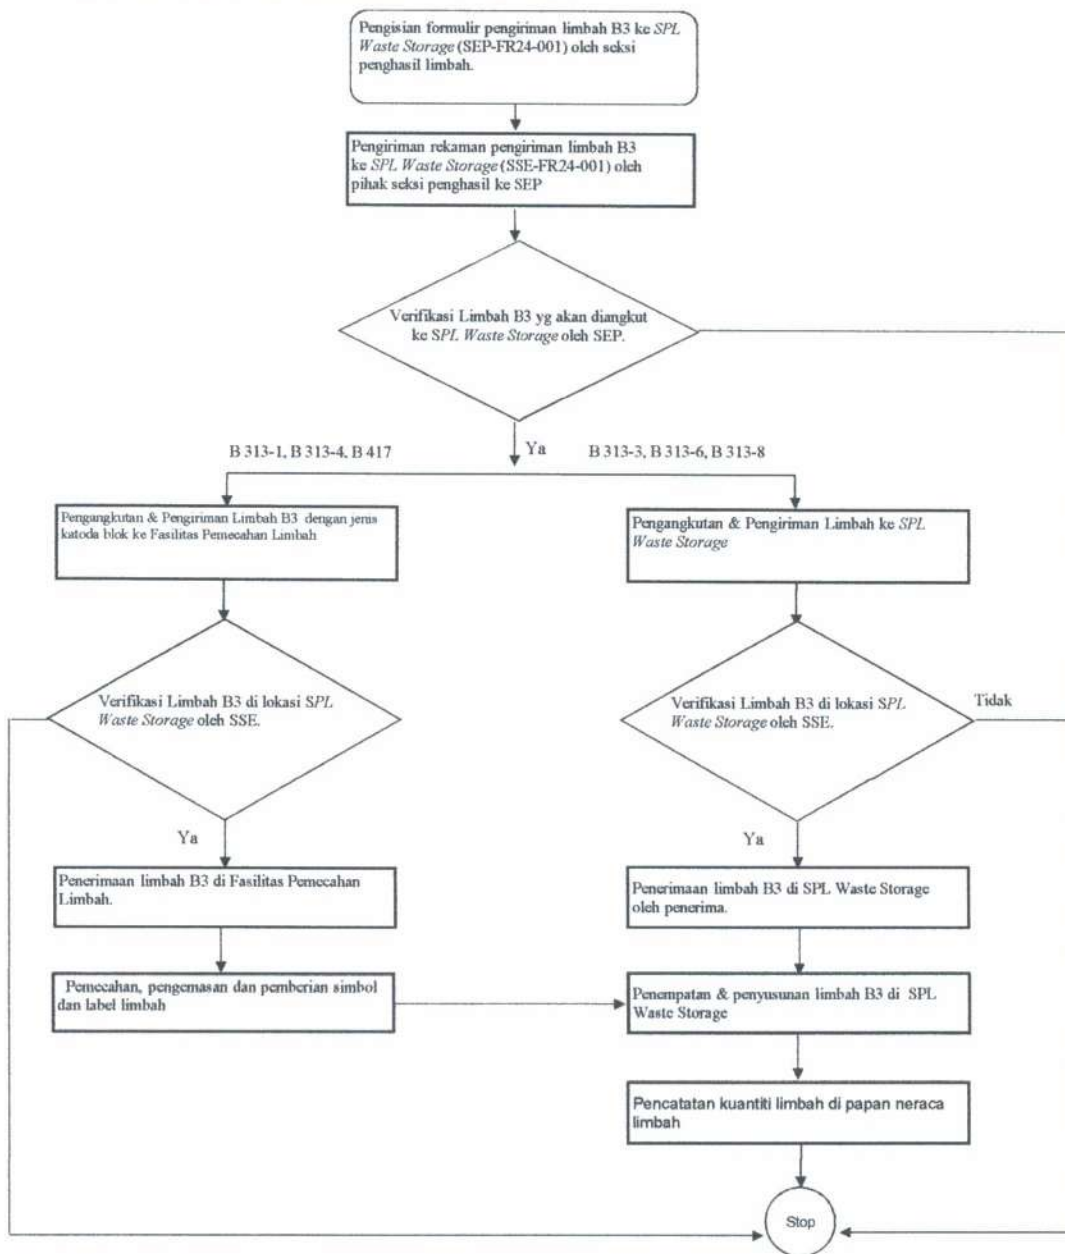 Pengisian formulir pengiriman limbah B3 ke SPL
Waste Storage (SEP-FR24-001) oleh seksi
penghasil limbah.
Pengiriman rekaman pengiriman limbah B3
ke SPL Waste Storage (SSE-FR24-001) oleh
pihak seksi penghasil ke SEP
Verifikasi Limbah B3 yg akan diangkut
ke SPL Waste Storage oleh SEP.
B 313-1, B 313-4, B 417
Ya
B 313-3, B 313-6, B 313-8
Pengangkutan & Pengiriman Limbah B3 dengan jenis
katoda blok ke Fasilitas Pemecahan Limbah
Pengangkutan & Pengiriman Limbah ke SPL
Waste Storage
Verifikasi Limbah B3 di lokasi SPL
Waste Storage oleh SSE.
Verifikasi Limbah B3 di lokasi SPL
Waste Storage oleh SSE.
Tidak
Ya
Ya
Penerimaan limbah B3 di Fasilitas Pemecahan
Limbah.
Penerimaan limbah B3 di SPL Waste Storage
oleh penerima.
Pemecahan, pengemasan dan pemberian simbol
dan label limbah
Penempatan & penyusunan limbah B3 di SPL
Waste Storage
Pencatatan kuantiti limbah di papan neraca
limbah
Stop